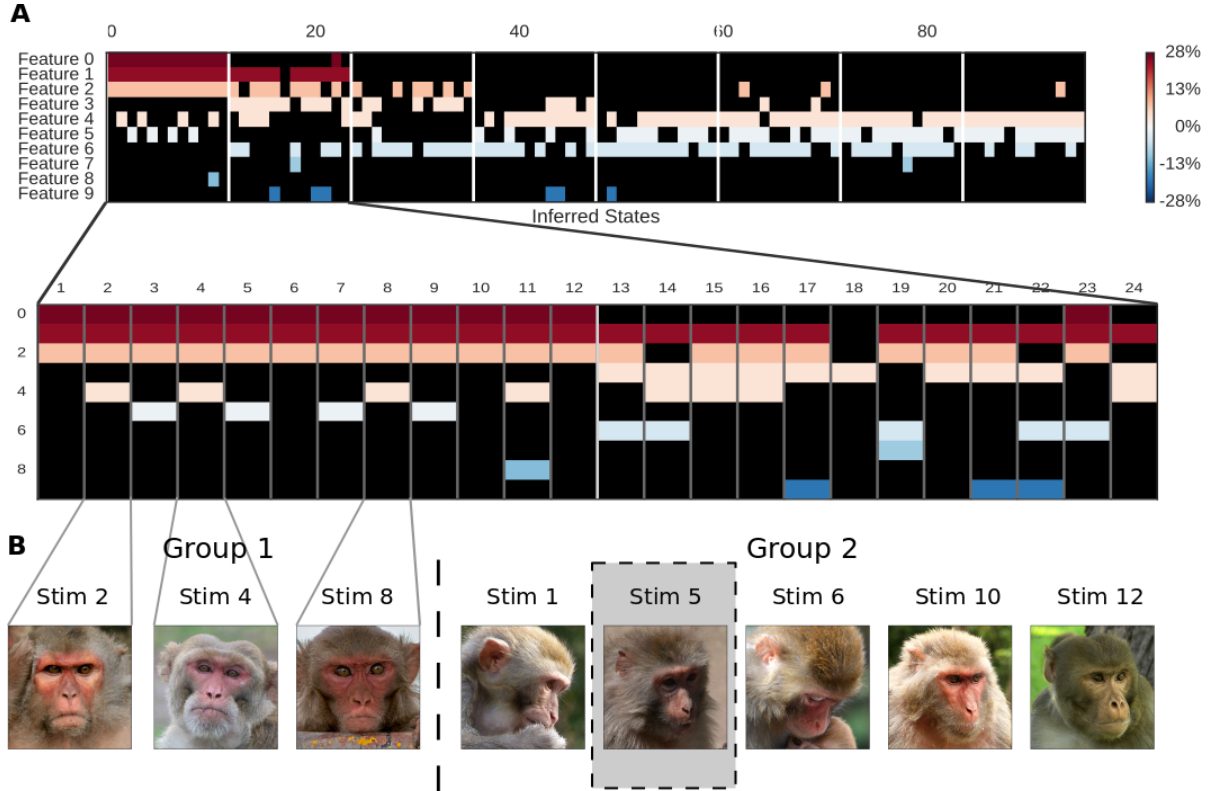 A
0 20 40 60 80
Feature 0
Feature 1
Feature 2
Feature 3
Feature 4
Feature 5
Feature 6
Feature 7
Feature 8
Feature 9
28%
13%
0%
-13%
-28%
Inferred States
1 2 3 4 5 6 7 8 9 10 11 12 13 14 15 16 17 18 19 20 21 22 23 24
0
2
4
6
8
B
Group 1 Group 2
Stim 2 Stim 4 Stim 8 Stim 1 Stim 5 Stim 6 Stim 10 Stim 12